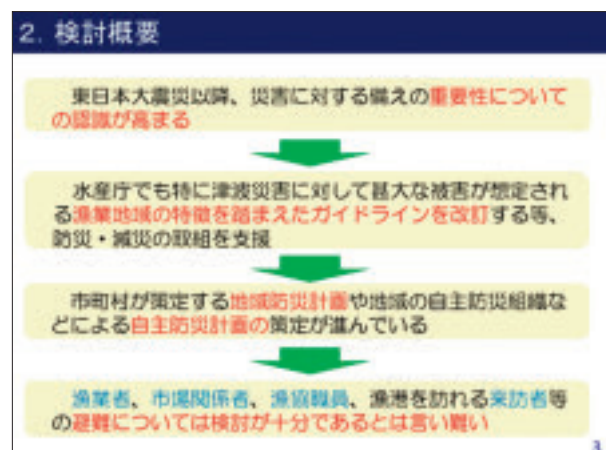 2. 検討概要
東日本大震災以降、災害に対する備えの重要性について
の認識が高まる
水産庁でも特に津波災害に対して甚大な被害が想定され
る漁業地域の特徴を踏まえたガイドラインを改訂する等、
防災・減災の取組を支援
市町村が策定する地域防災計画や地域の自主防災組織な
どによる自主防災計画の策定が進んでいる
漁業者、市場関係者、漁協職員、漁港を訪れる来訪者等
の避難については検討が十分であるとは言い難い
3